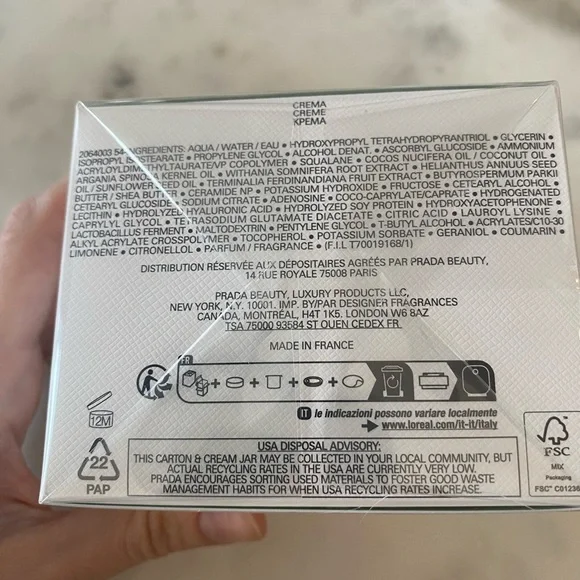 CREMA
CREME
КРЕМА
2064003 54-INGREDIENTS: AQUA / WATER / EAU • HYDROXYPROPYL TETRAHYDROPYRANTRIOL • GLYCERIN •
ISOPROPYL ISOSTEARATE • PROPYLENE GLYCOL • ALCOHOL DENAT. • ASCORBYL GLUCOSIDE • AMMONIUM
ACRYLOYLDIMETHYLTAURATE/VP COPOLYMER • SQUALANE • COCOS NUCIFERA OIL / COCONUT OIL •
ARGANIA SPINOSA KERNEL OIL • WITHANIA SOMNIFERA ROOT EXTRACT • HELIANTHUS ANNUUS SEED
OIL / SUNFLOWER SEED OIL • TERMINALIA FERDINANDIANA FRUIT EXTRACT • BUTYROSPERMUM PARKII
BUTTER / SHEA BUTTER • CERAMIDE NP • POTASSIUM HYDROXIDE • FRUCTOSE • CETEARYL ALCOHOL •
CETEARYL GLUCOSIDE • SODIUM CITRATE • ADENOSINE • COCO-CAPRYLATE/CAPRATE • HYDROGENATED
LECITHIN • HYDROLYZED HYALURONIC ACID • HYDROLYZED SOY PROTEIN • HYDROXYACETOPHENONE •
CAPRYLYL GLYCOL • TETRASODIUM GLUTAMATE DIACETATE • CITRIC ACID • LAUROYL LYSINE •
LACTOBACILLUS FERMENT • MALTODEXTRIN • PENTYLENE GLYCOL • T-BUTYL ALCOHOL • ACRYLATES/C10-30
ALKYL ACRYLATE CROSSPOLYMER • TOCOPHEROL • POTASSIUM SORBATE • GERANIOL • COUMARIN •
LIMONENE • CITRONELLOL • PARFUM / FRAGRANCE • (F.I.L T70019168/1)
DISTRIBUTION RÉSERVÉE AUX DÉPOSITAIRES AGRÉÉS PAR PRADA BEAUTY,
14 RUE ROYALE 75008 PARIS
PRADA BEAUTY, LUXURY PRODUCTS LLC,
NEW YORK, N.Y. 10001. IMP. BY/PAR DESIGNER FRAGRANCES
CANADA, MONTRÉAL, H4T 1K5. LONDON W6 8AZ
TSA 75000 93584 ST OUEN CEDEX FR
MADE IN FRANCE
FR
IT le indicazioni possono variare localmente
www.loreal.com/it-it/italy
12M
22
PAP
USA DISPOSAL ADVISORY:
THIS CARTON & CREAM JAR MAY BE COLLECTED IN YOUR LOCAL COMMUNITY, BUT
ACTUAL RECYCLING RATES IN THE USA ARE CURRENTLY VERY LOW.
PRADA ENCOURAGES SORTING USED MATERIALS TO FOSTER GOOD WASTE
MANAGEMENT HABITS FOR WHEN USA RECYCLING RATES INCREASE.
FSC
MIX
Packaging
FSC® C01236